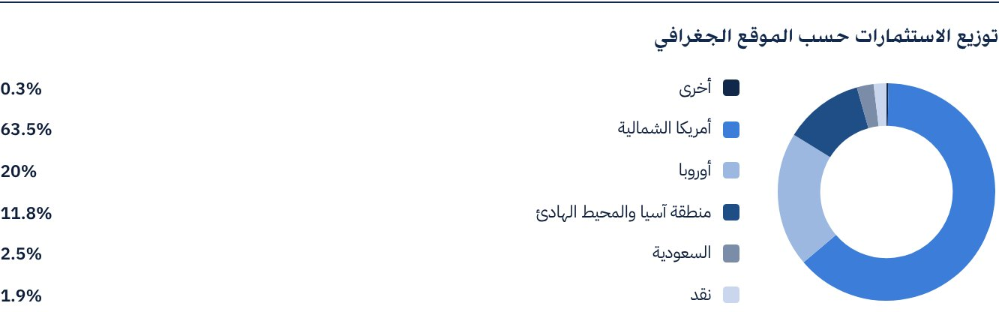 توزيع الاستثمارات حسب الموقع الجغرافي
أخرى 0.3%
أمريكا الشمالية 63.5%
أوروبا 20%
منطقة آسيا والمحيط الهادئ 11.8%
السعودية 2.5%
نقد 1.9%